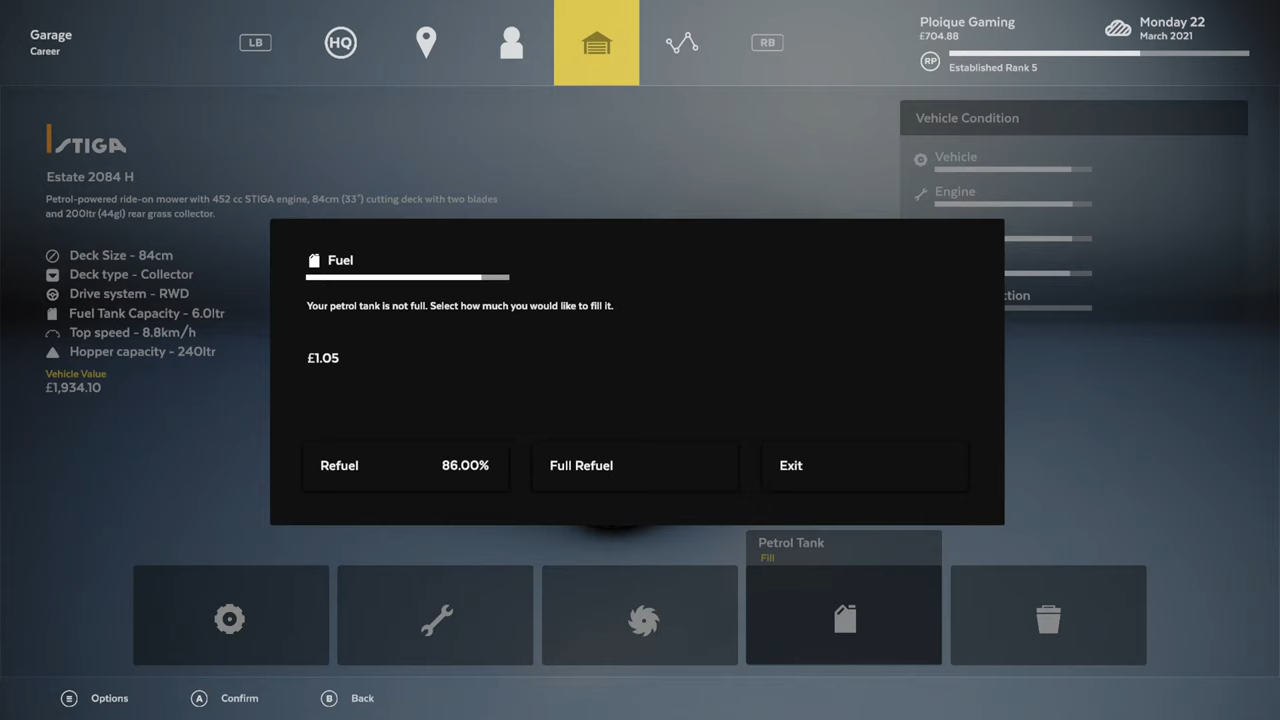 Garage
Career
LB
HQ
RB
Ploique Gaming
£704.88
Monday 22
March 2021
RP
Established Rank 5
STIGA
Estate 2084 H
Petrol-powered ride-on mower with 452 cc STIGA engine, 84cm (33") cutting deck with two blades
and 200ltr (44gl) rear grass collector.
Deck Size - 84cm
Deck type - Collector
Drive system - RWD
Fuel Tank Capacity - 6.0ltr
Top speed - 8.8km/h
Hopper capacity - 240ltr
Vehicle Value
£1,934.10
Vehicle Condition
Vehicle
Engine
Fuel
Your petrol tank is not full. Select how much you would like to fill it.
£1.05
Refuel 86.00%
Full Refuel
Exit
Petrol Tank
Fill
Options
A Confirm
B Back